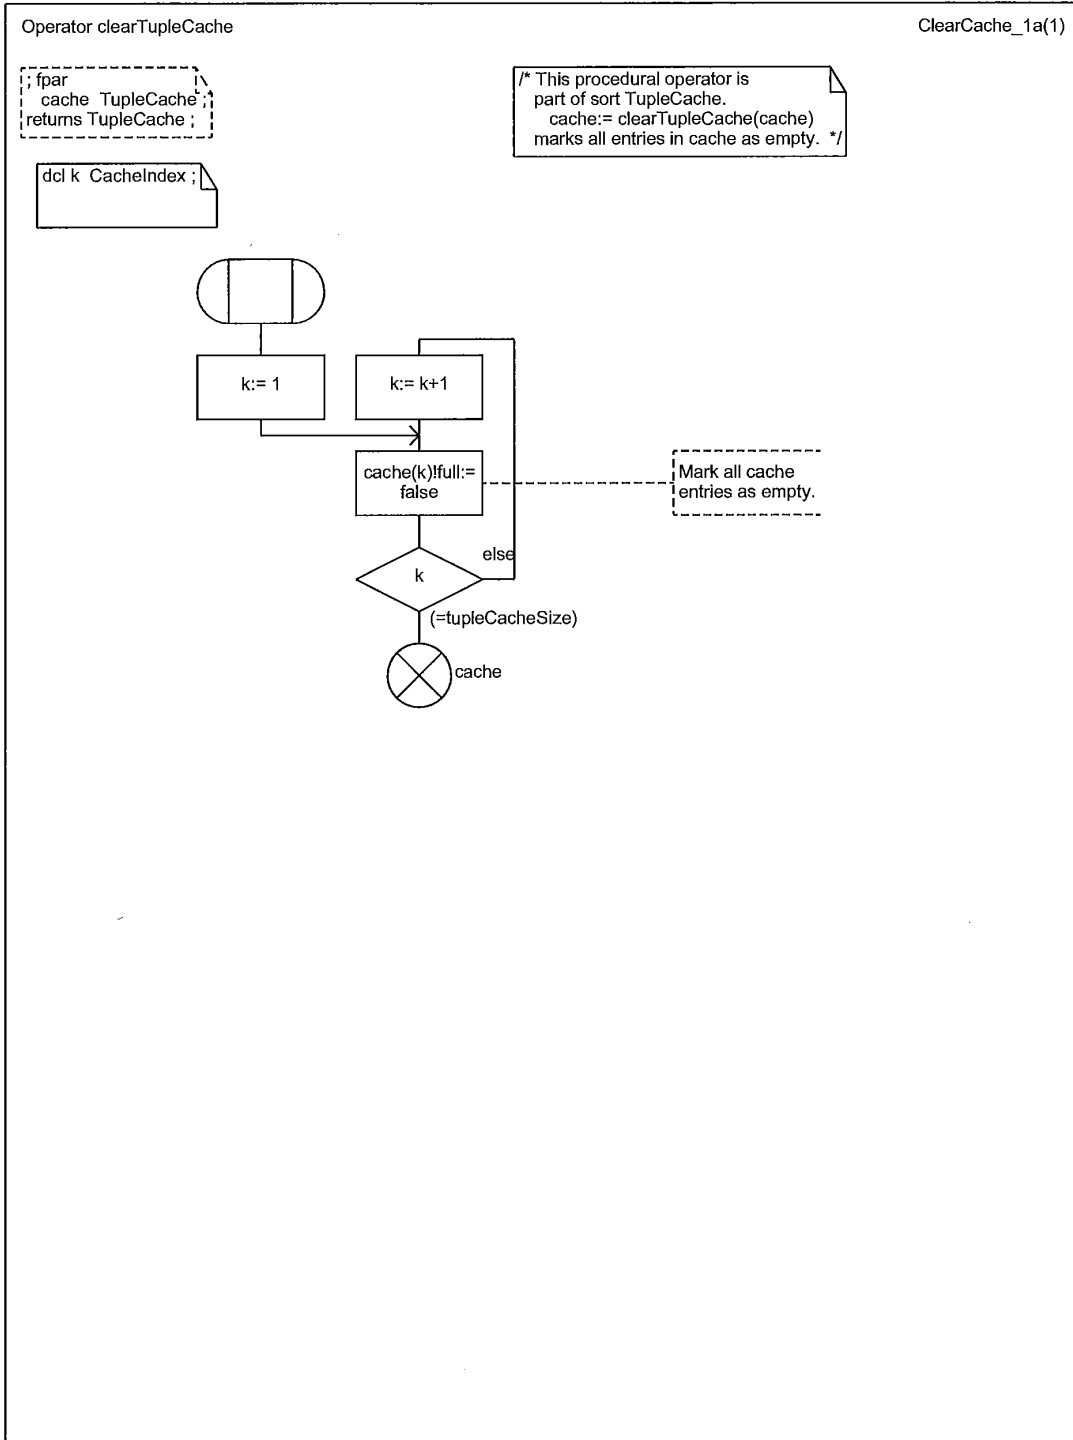 Operator clearTupleCache
ClearCache_1a(1)
; fpar
cache TupleCache ;
returns TupleCache ;
/* This procedural operator is
part of sort TupleCache.
cache:= clearTupleCache(cache)
marks all entries in cache as empty. */
dcl k CacheIndex ;
k:= 1
k:= k+1
cache(k)!full:=
false
Mark all cache
entries as empty.
else
k
(=tupleCacheSize)
cache